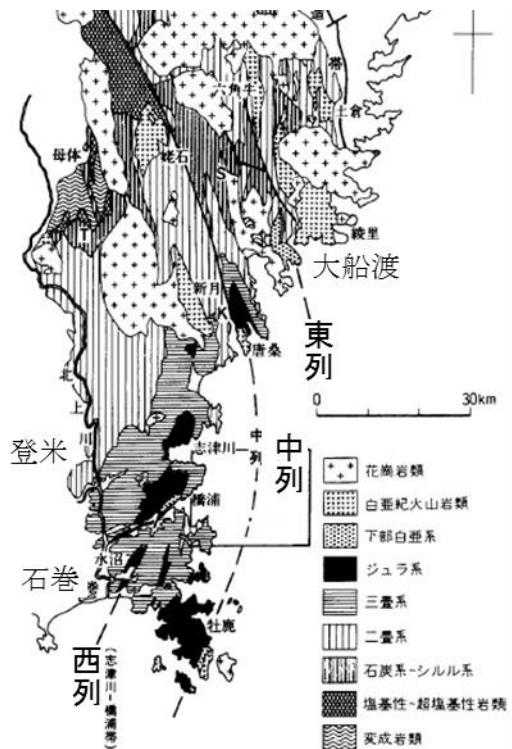 帯
六角牛
土倉
母体
姥石
S
綾里
大船渡
新月
K
唐桑
東列
0
30km
北上川
登米
志津川
中列
中列
橋浦
水沼
石巻
牡鹿
西列
(志津川-橋浦帯)
花崗岩類
白亜紀火山岩類
下部白亜系
ジュラ系
三畳系
二畳系
石炭系-シルル系
塩基性-超塩基性岩類
変成岩類